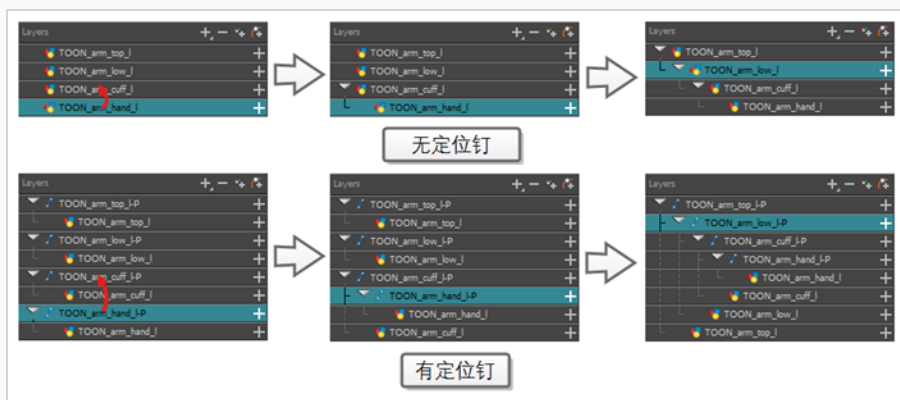 Layers
TOON_arm_top_l
TOON_arm_low_l
TOON_arm_cuff_l
TOON_arm_hand_l
Layers
TOON_arm_top_l
TOON_arm_low_l
TOON_arm_cuff_l
TOON_arm_hand_l
Layers
TOON_arm_top_l
TOON_arm_low_l
TOON_arm_cuff_l
TOON_arm_hand_l
无定位钉
Layers
TOON_arm_top_l-P
TOON_arm_top_l
TOON_arm_low_l-P
TOON_arm_low_l
TOON_arm_cuff_l-P
TOON_arm_cuff_l
TOON_arm_hand_l-P
TOON_arm_hand_l
Layers
TOON_arm_top_l-P
TOON_arm_top_l
TOON_arm_low_l-P
TOON_arm_low_l
TOON_arm_cuff_l-P
TOON_arm_hand_l-P
TOON_arm_hand_l
TOON_arm_cuff_l
Layers
TOON_arm_top_l-P
TOON_arm_low_l-P
TOON_arm_cuff_l-P
TOON_arm_hand_l-P
TOON_arm_hand_l
TOON_arm_cuff_l
TOON_arm_low_l
TOON_arm_top_l
有定位钉